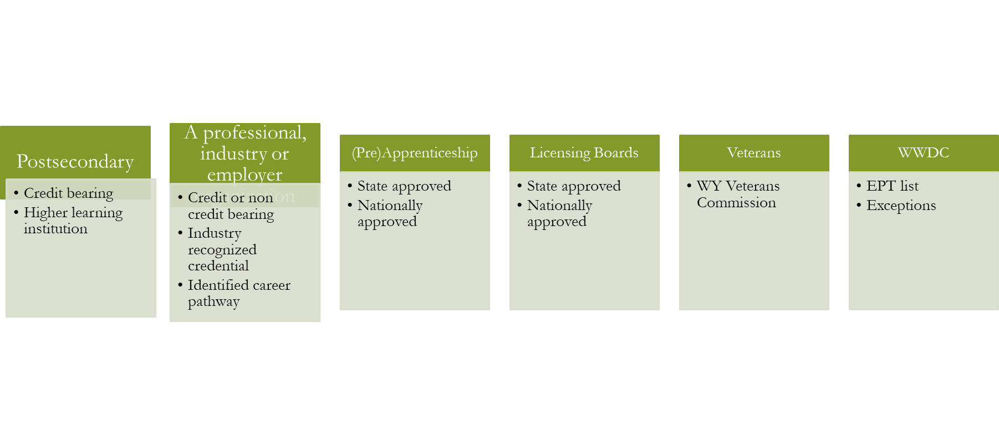 Postsecondary
• Credit bearing
• Higher learning
institution
A professional,
industry or
employer
organization
• Credit or non
credit bearing
• Industry
recognized
credential
• Identified career
pathway
(Pre)Apprenticeship
• State approved
• Nationally
approved
Licensing Boards
• State approved
• Nationally
approved
Veterans
• WY Veterans
Commission
WWDC
• EPT list
• Exceptions